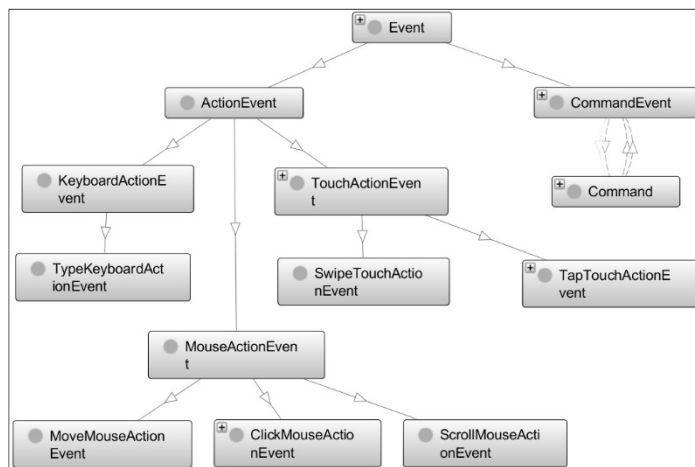 Event
ActionEvent
CommandEvent
KeyboardActionE
vent
TouchActionEven
t
Command
TypeKeyboardAct
ionEvent
SwipeTouchActio
nEvent
TapTouchActionE
vent
MouseActionEven
t
MoveMouseAction
Event
ClickMouseActio
nEvent
ScrollMouseActi
onEvent